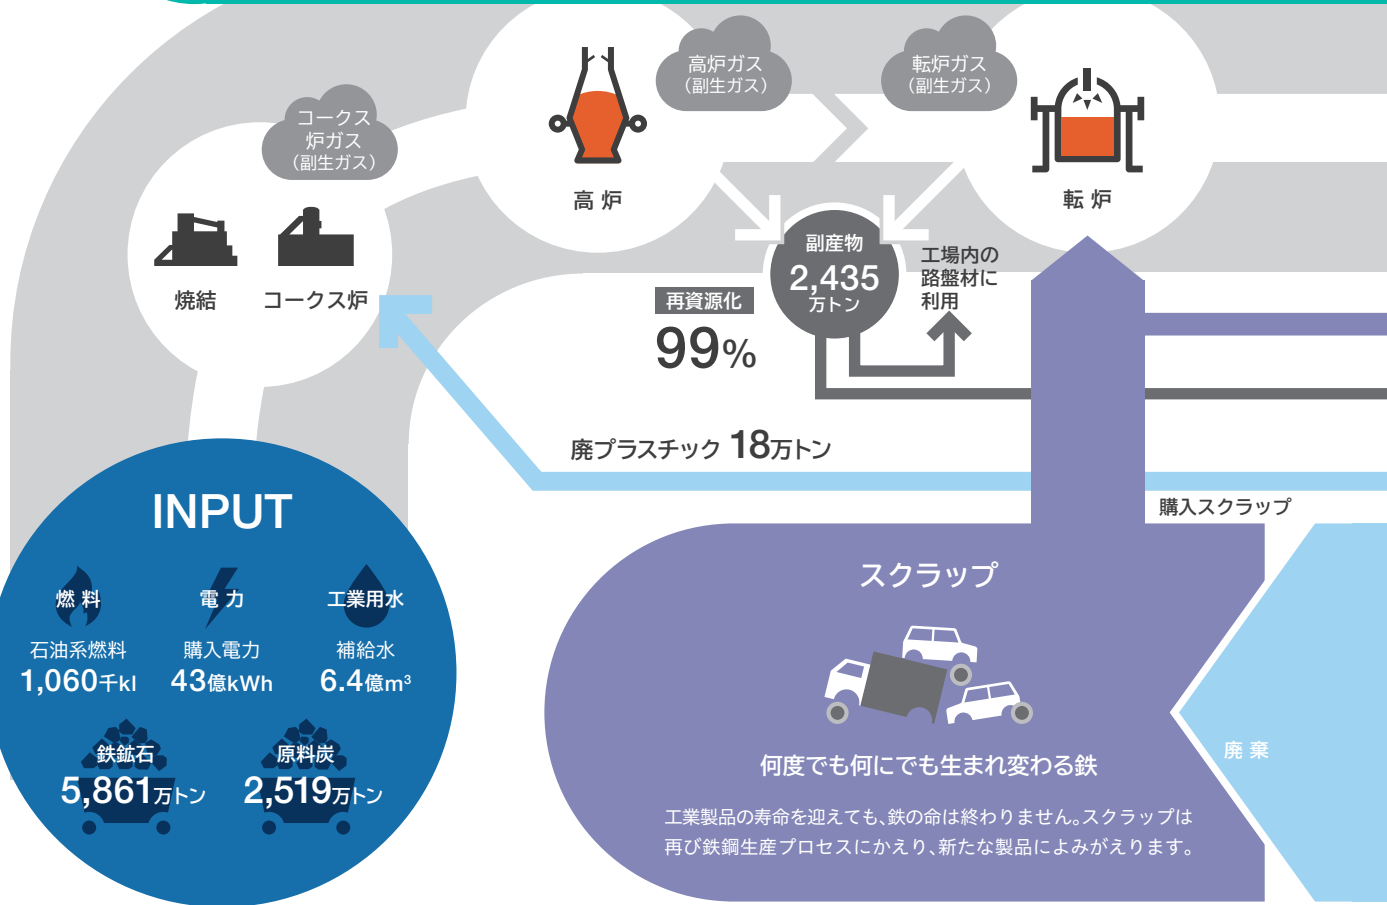 高炉ガス
(副生ガス)
転炉ガス
(副生ガス)
コークス
炉ガス
(副生ガス)
高炉
転炉
焼結
コークス炉
副産物
2,435
万トン
工場内の
路盤材に
利用
再資源化
99%
廃プラスチック 18万トン
購入スクラップ
INPUT
燃料
石油系燃料
1,060千kl
電力
購入電力
43億kWh
工業用水
補給水
6.4億m³
鉄鉱石
5,861万トン
原料炭
2,519万トン
スクラップ
何度でも何にでも生まれ変わる鉄
工業製品の寿命を迎えても、鉄の命は終わりません。スクラップは
再び鉄鋼生産プロセスにかえり、新たな製品によみがえります。
廃棄